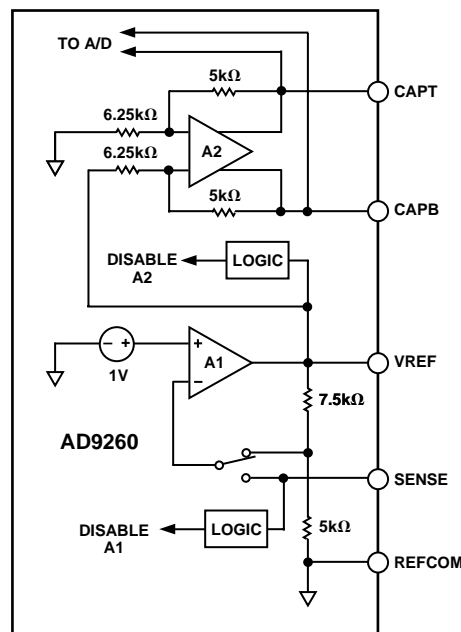 TO A/D
5kΩ
CAPT
6.25kΩ
6.25kΩ
A2
5kΩ
CAPB
DISABLE
A2
LOGIC
A1
VREF
1V
7.5kΩ
AD9260
SENSE
DISABLE
A1
LOGIC
5kΩ
REFCOM